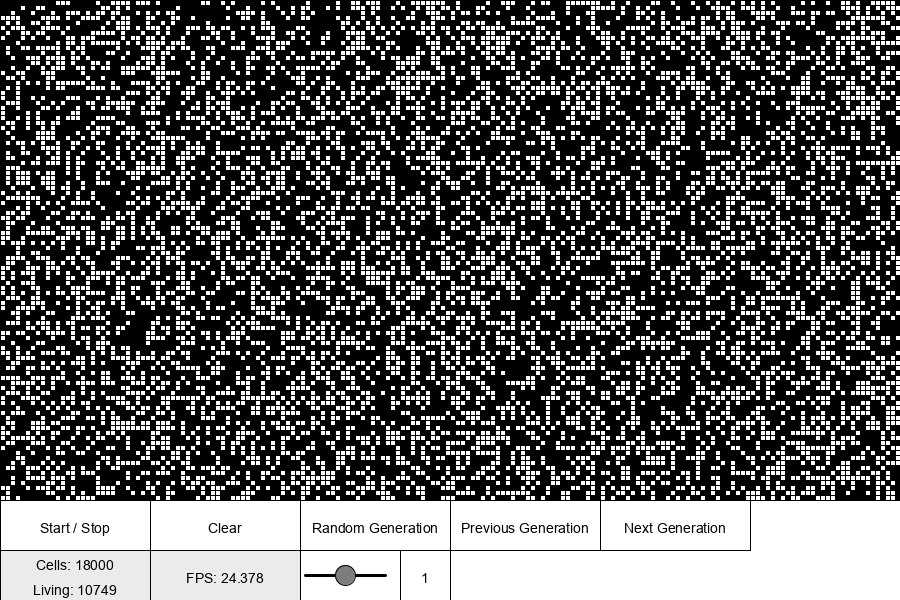 Start / Stop
Clear
Random Generation
Previous Generation
Next Generation
Cells: 18000
Living: 10749
FPS: 24.378
1